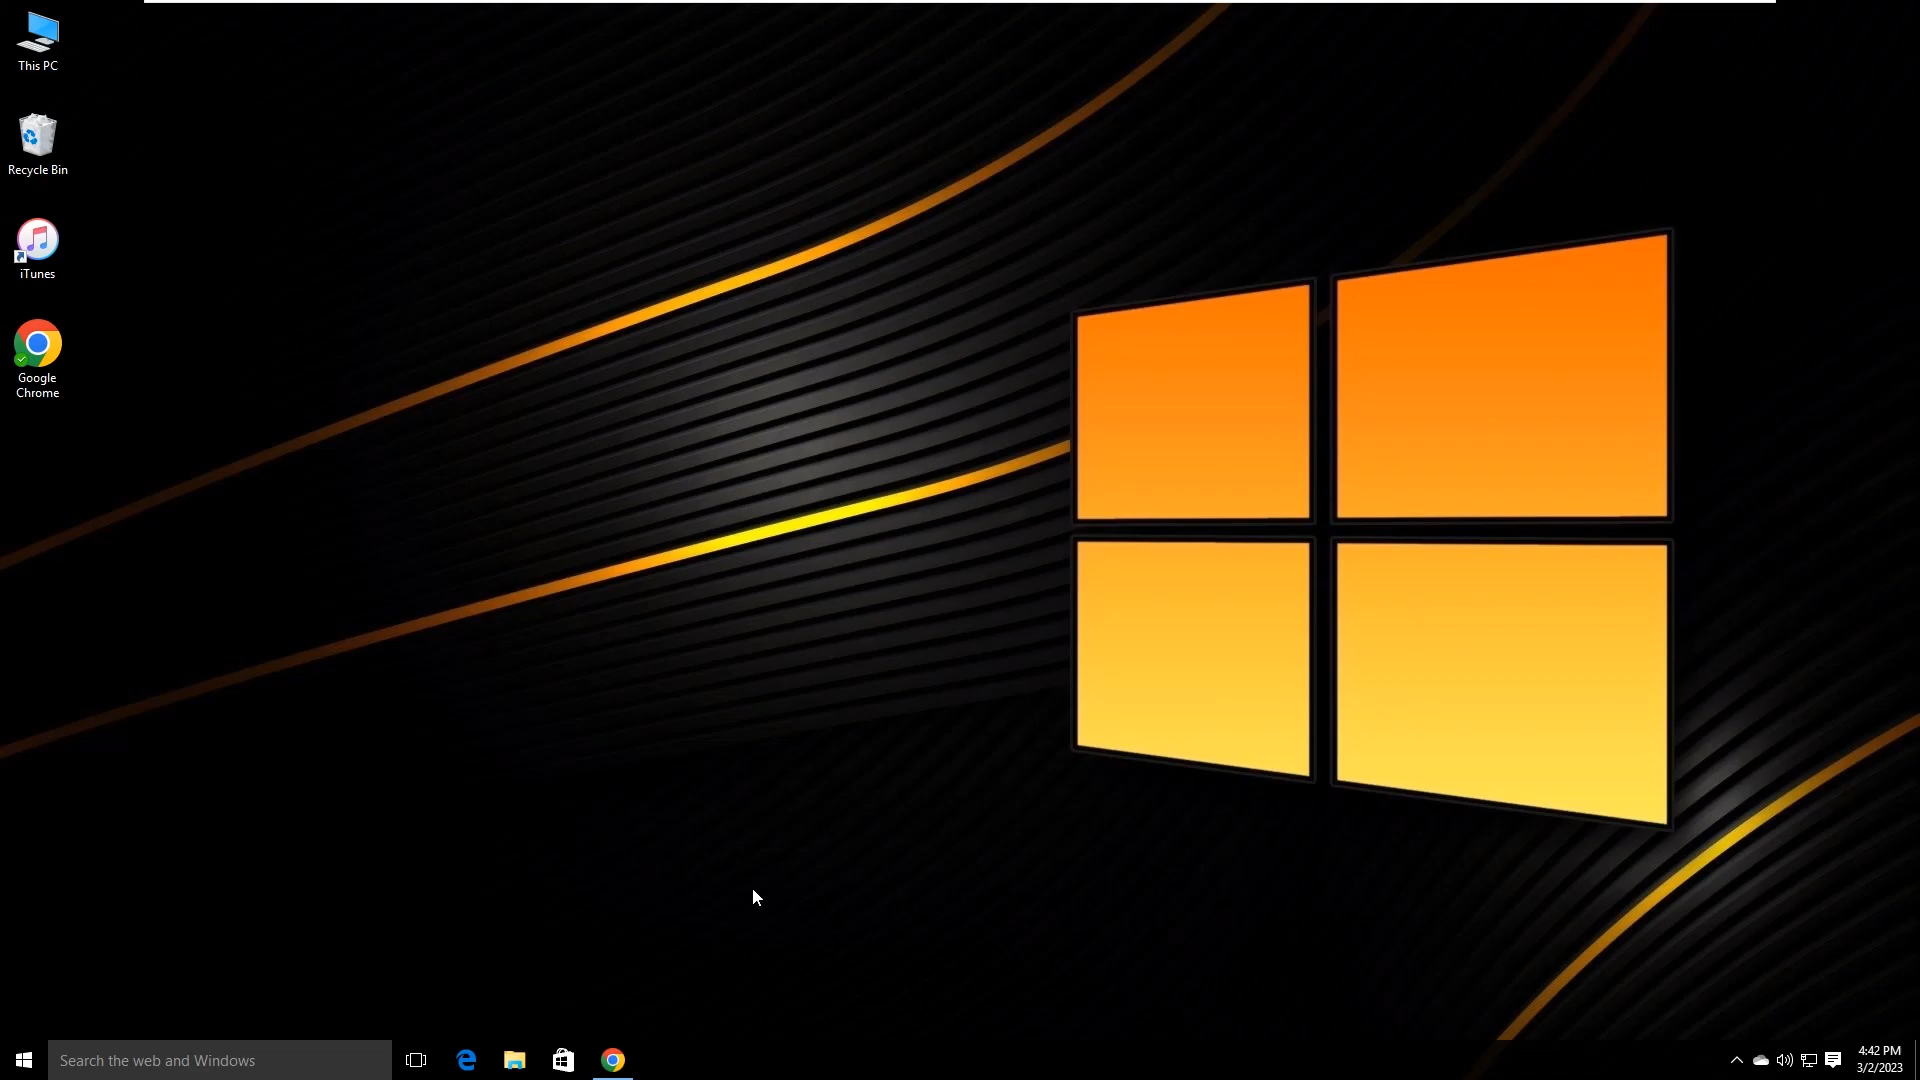 This PC
Recycle Bin
iTunes
Google
Chrome
Search the web and Windows
4:42 PM
3/2/2023